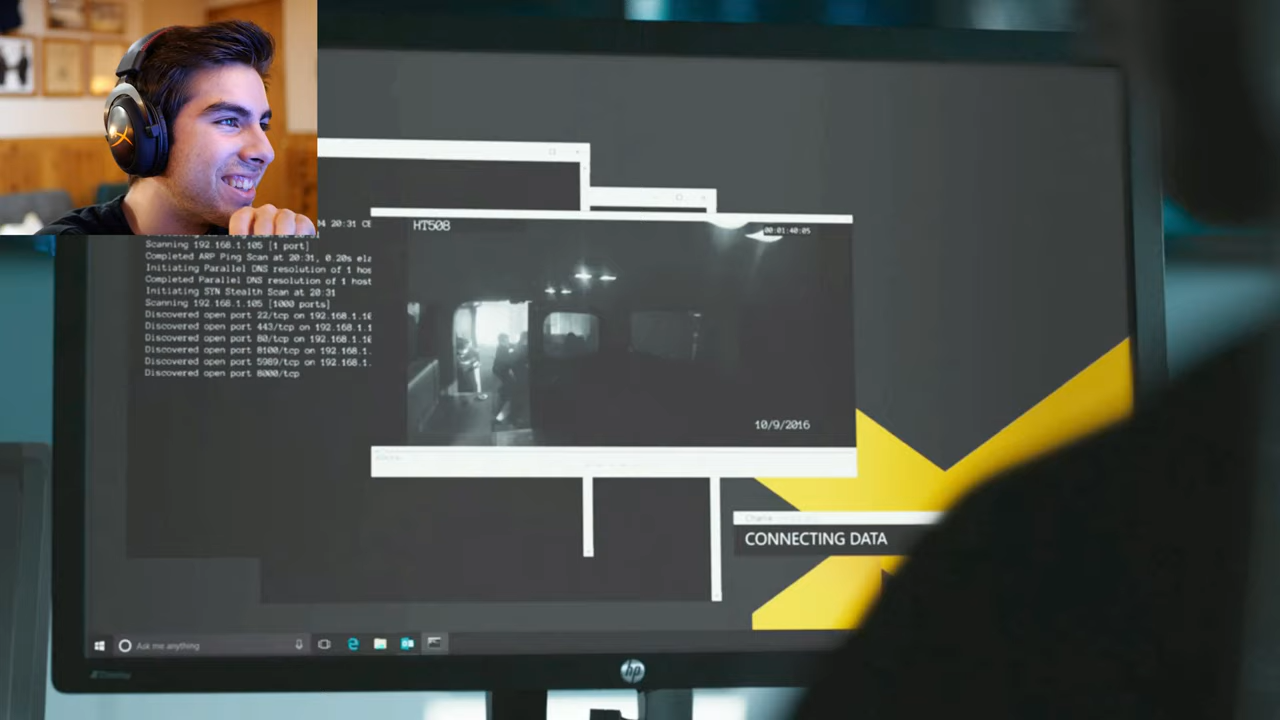 20:31 CE
Scanning 192.168.1.105 [1 port]
Completed ARP Ping Scan at 20:31, 0.20s ela
Initiating Parallel DNS resolution of 1 hos
Completed Parallel DNS resolution of 1 host
Initiating SYN Stealth Scan at 20:31
Scanning 192.168.1.105 [1000 ports]
Discovered open port 22/tcp on 192.168.1.10
Discovered open port 443/tcp on 192.168.1.1
Discovered open port 80/tcp on 192.168.1.10
Discovered open port 8100/tcp on 192.168.1.
Discovered open port 5989/tcp on 192.168.1.
Discovered open port 8000/tcp
HT508
00:01:40:05
10/9/2016
CONNECTING DATA
Ask me anything
hp